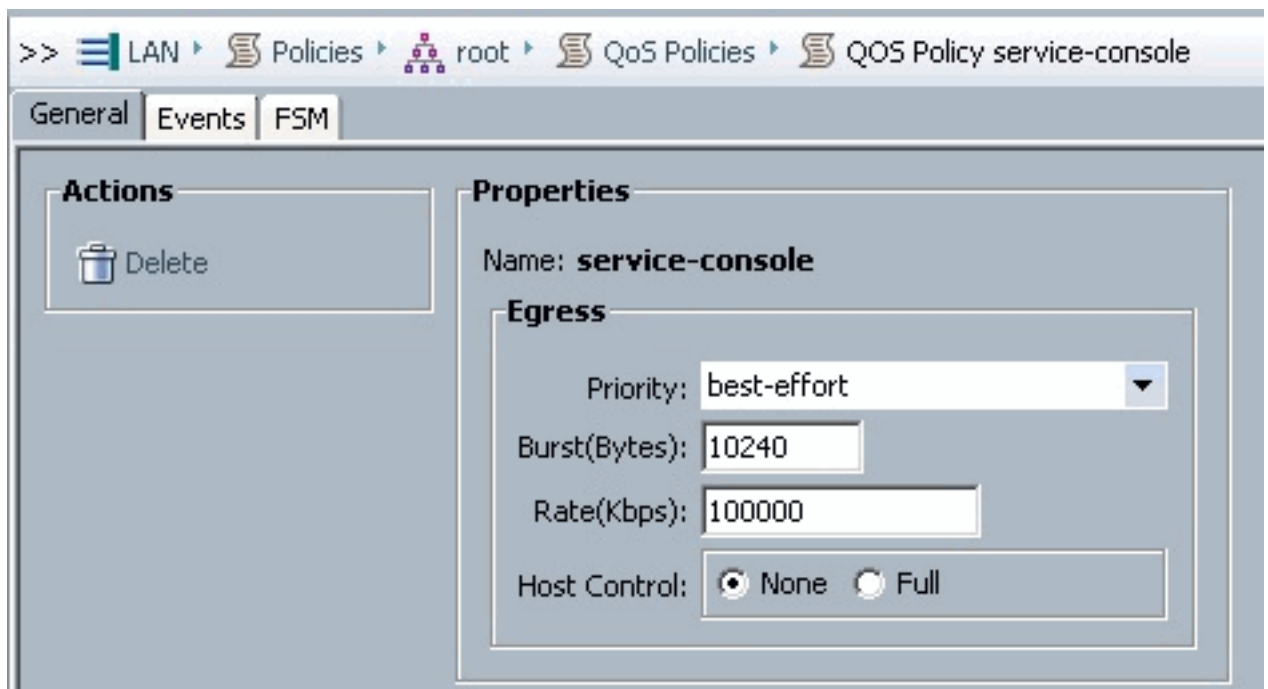 >> LAN Policies root QoS Policies QOS Policy service-console
General Events FSM
Actions
Delete
Properties
Name: service-console
Egress
Priority: best-effort
Burst(Bytes): 10240
Rate(Kbps): 100000
Host Control: None Full